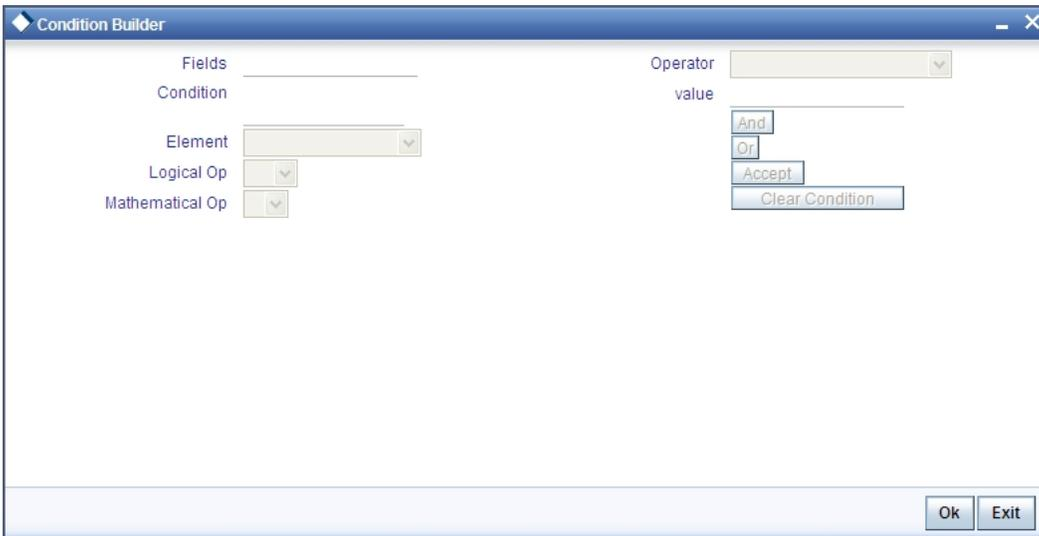 Condition Builder
Fields
Condition
Element
Logical Op
Mathematical Op
Operator
value
And
Or
Accept
Clear Condition
Ok Exit